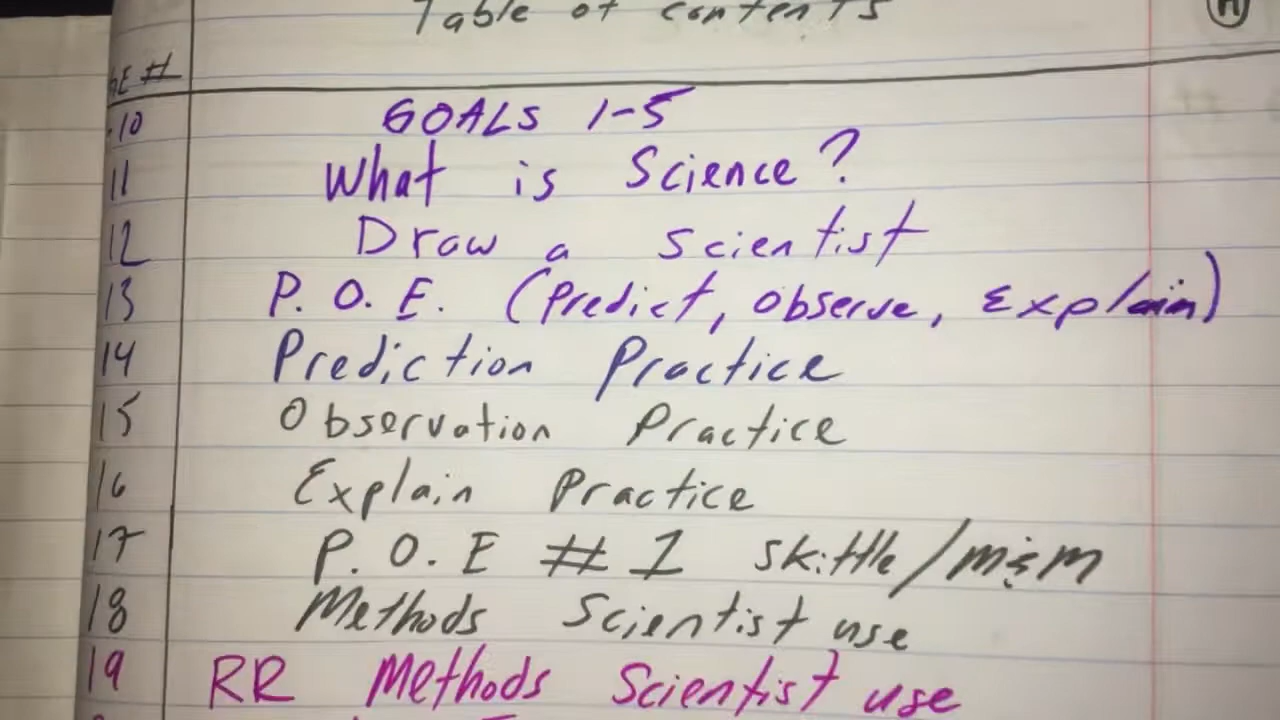 Table of contents
GE #
10 GOALS 1-5
11 What is Science?
12 Draw a scientist
13 P. O. E. (Predict, observe, Explain)
14 Prediction Practice
15 Observation Practice
16 Explain Practice
17 P. O. E # 1 Skittle/m&m
18 Methods Scientist use
19 RR Methods Scientist use